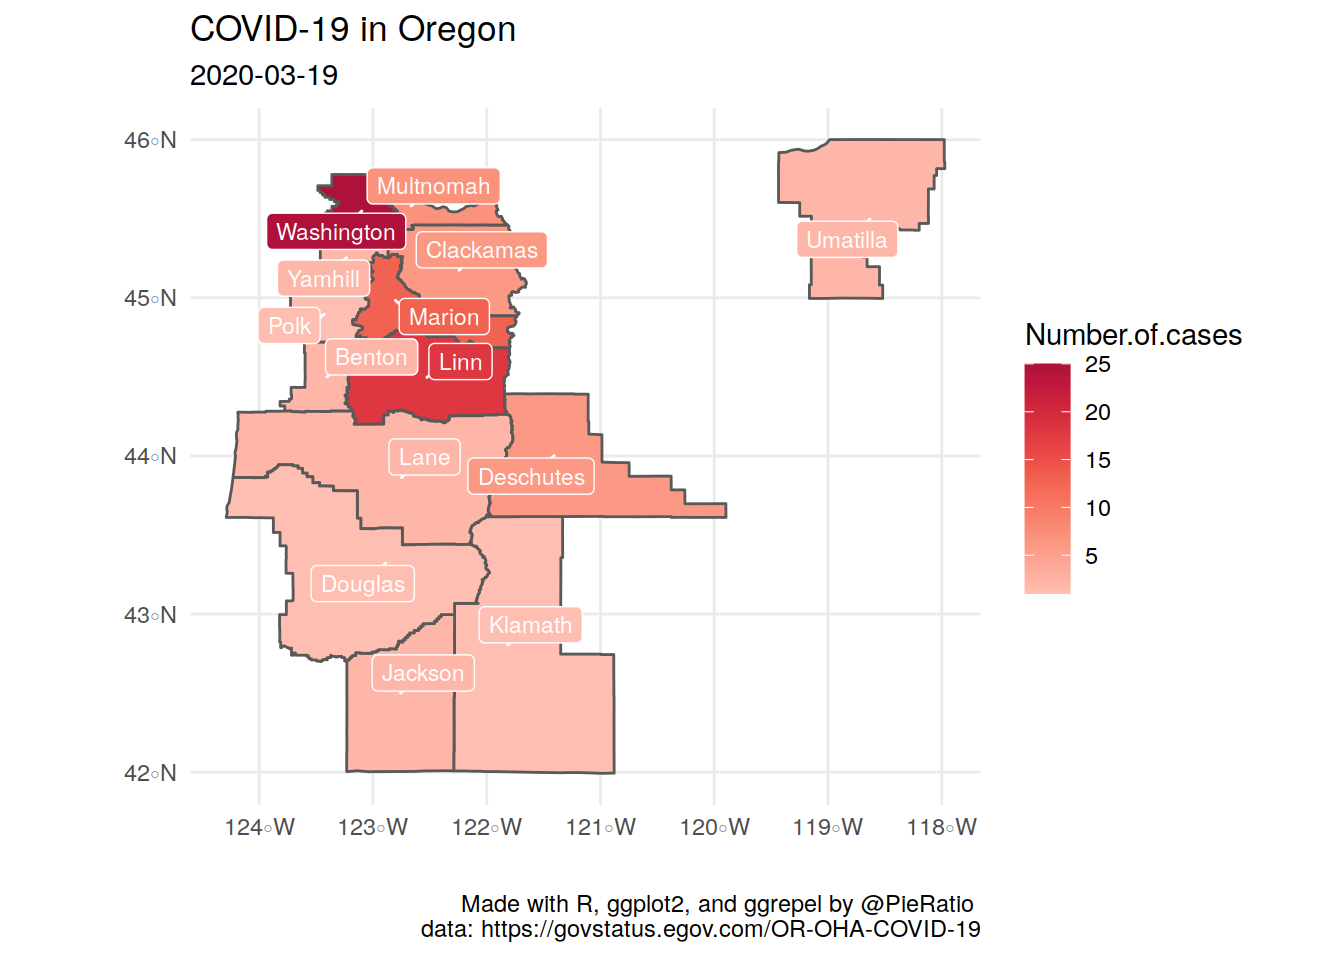 COVID-19 in Oregon
2020-03-19
46°N
45°N
44°N
43°N
42°N
Multnomah
Washington
Clackamas
Umatilla
Yamhill
Marion
Polk
Benton
Linn
Lane
Deschutes
Douglas
Klamath
Jackson
124°W 123°W 122°W 121°W 120°W 119°W 118°W
Number.of.cases
25
20
15
10
5
Made with R, ggplot2, and ggrepel by @PieRatio
data: https://govstatus.egov.com/OR-OHA-COVID-19